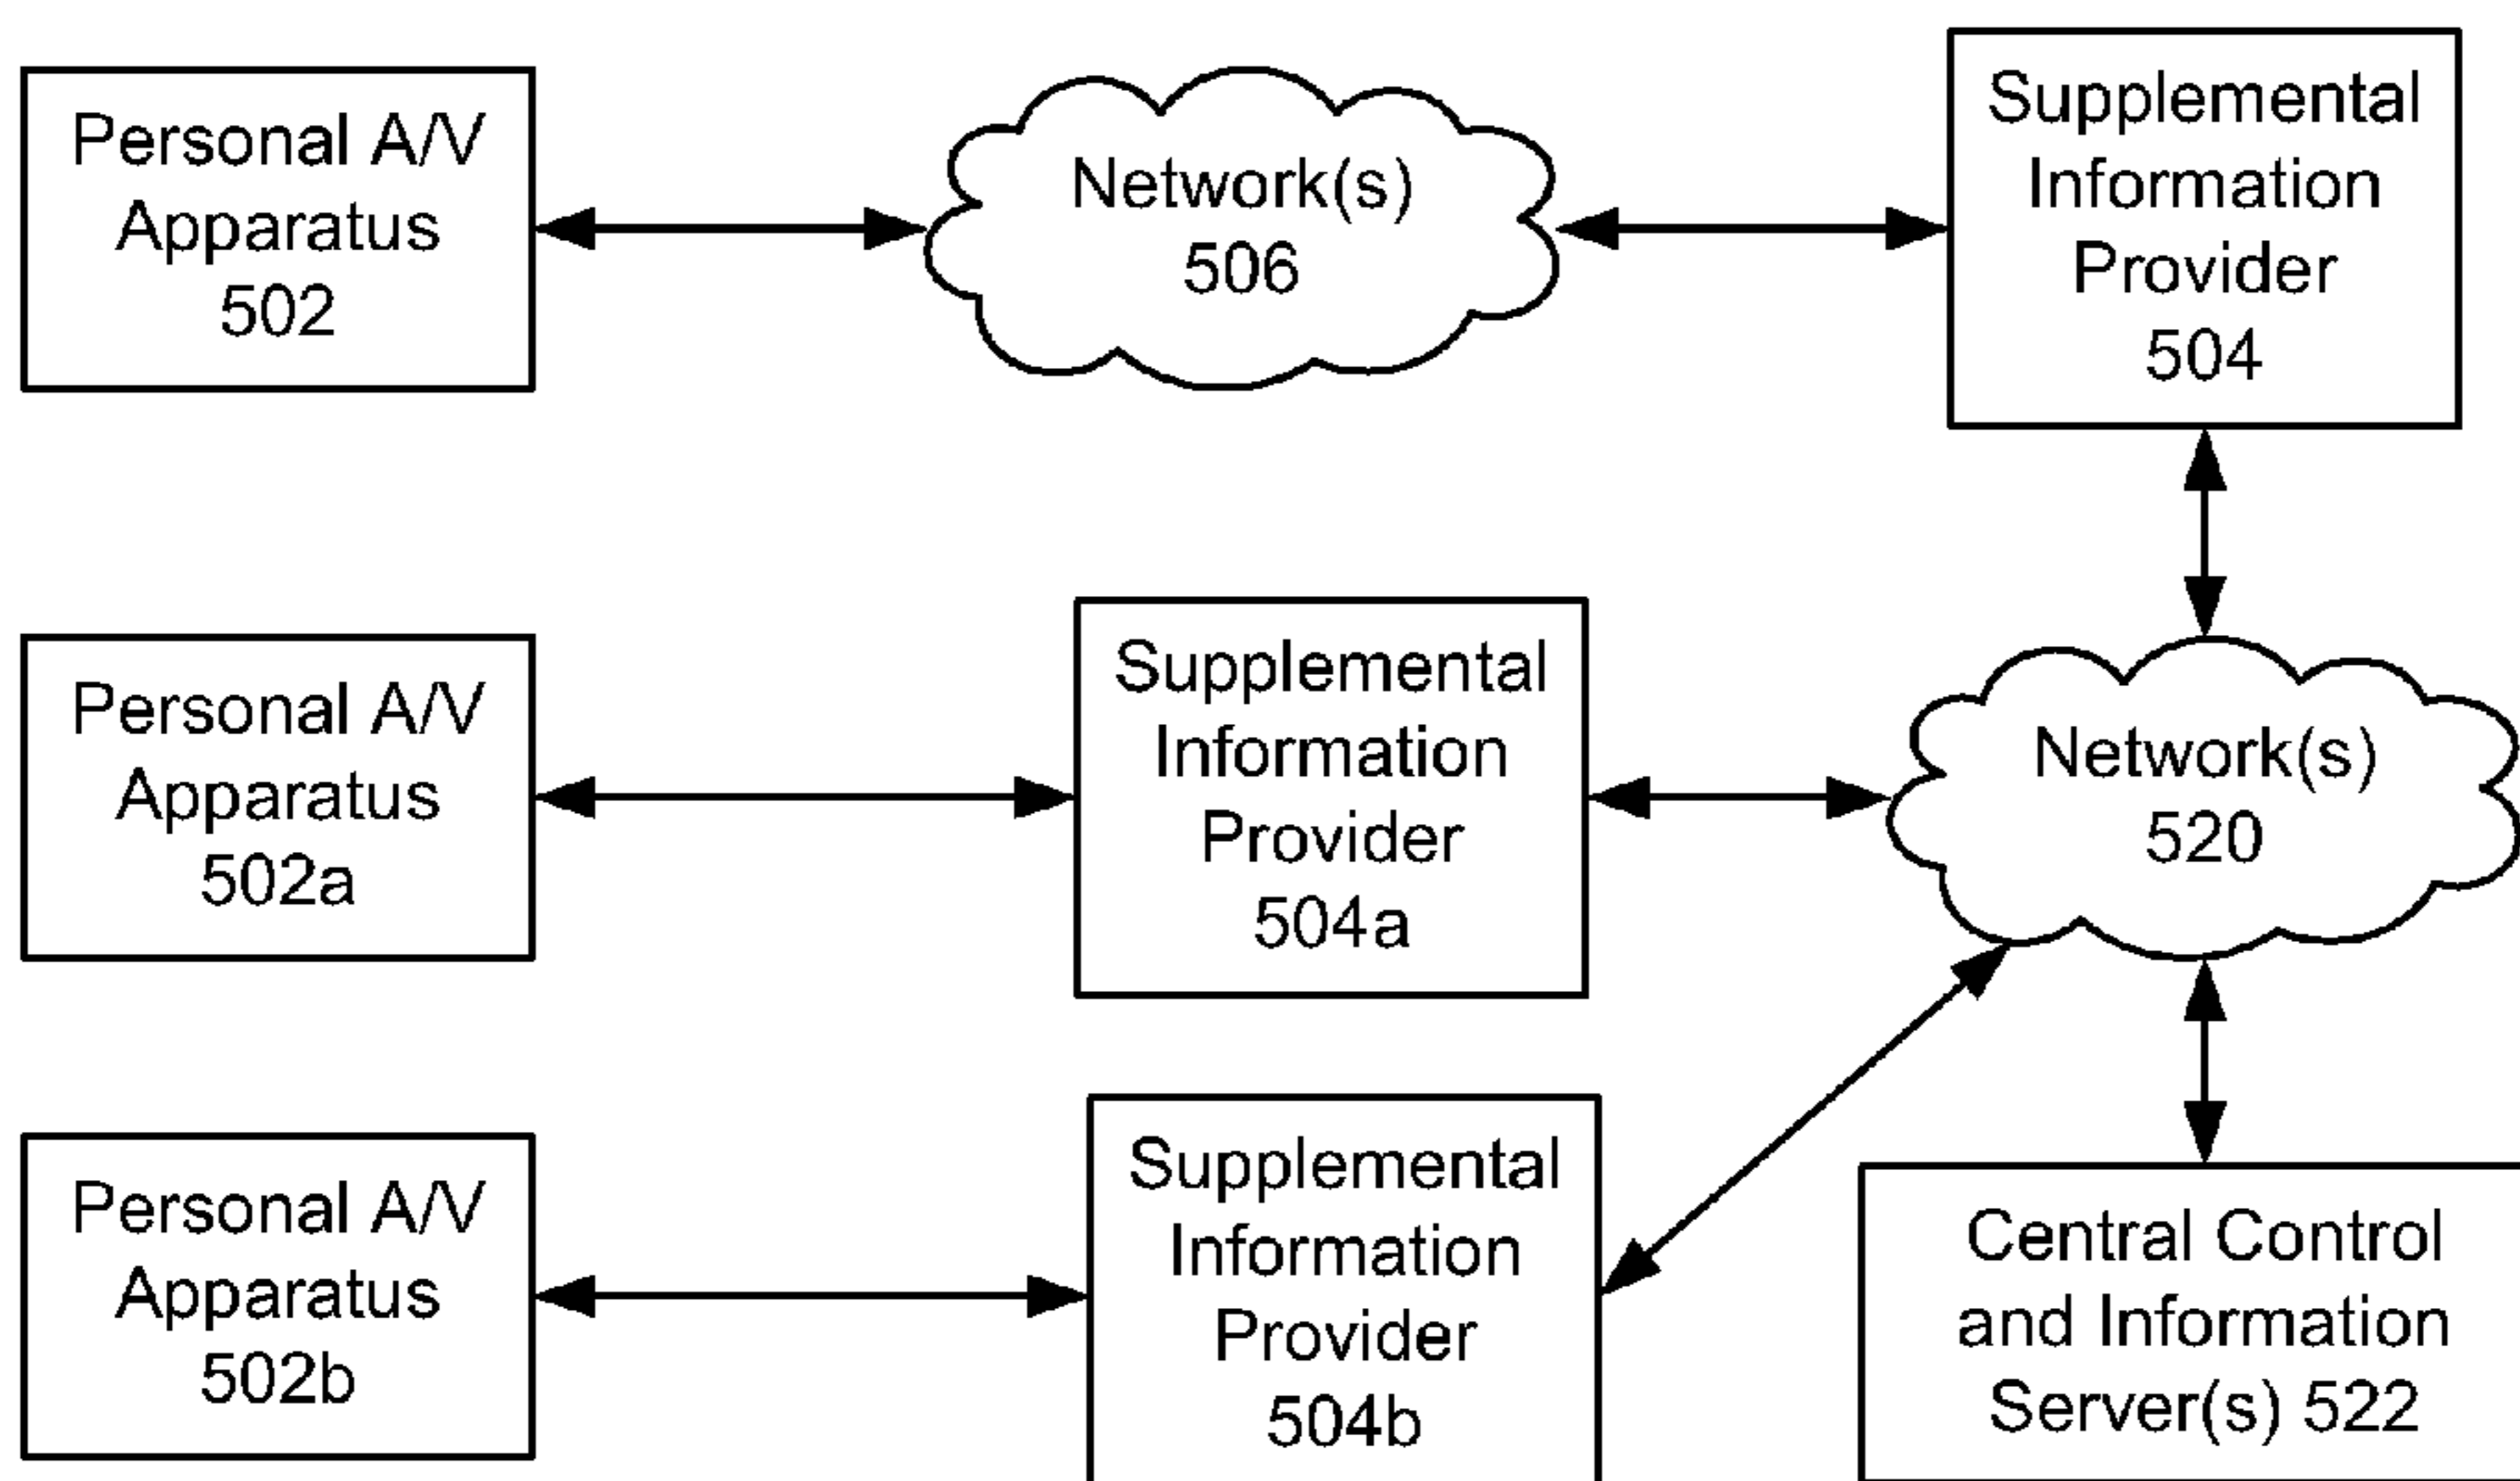 Personal A/V
Apparatus
502
Network(s)
506
Supplemental
Information
Provider
504
Personal A/V
Apparatus
502a
Supplemental
Information
Provider
504a
Network(s)
520
Personal A/V
Apparatus
502b
Supplemental
Information
Provider
504b
Central Control
and Information
Server(s) 522